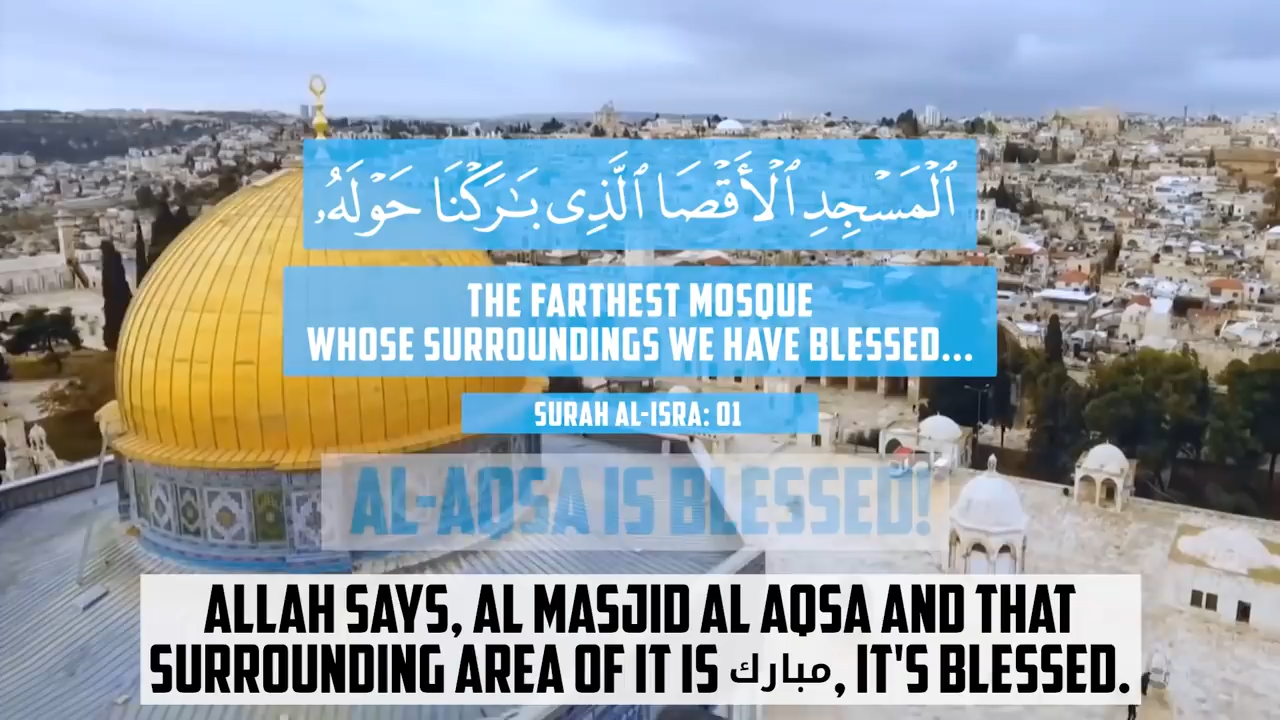 ٱلْمَسْجِدِ ٱلْأَقْصَا ٱلَّذِى بَـٰرَكْنَا حَوْلَهُۥ
THE FARTHEST MOSQUE
WHOSE SURROUNDINGS WE HAVE BLESSED...
SURAH AL-ISRA: 01
AL-AQSA IS BLESSED!
ALLAH SAYS, AL MASJID AL AQSA AND THAT
SURROUNDING AREA OF IT IS مبارك, IT'S BLESSED.